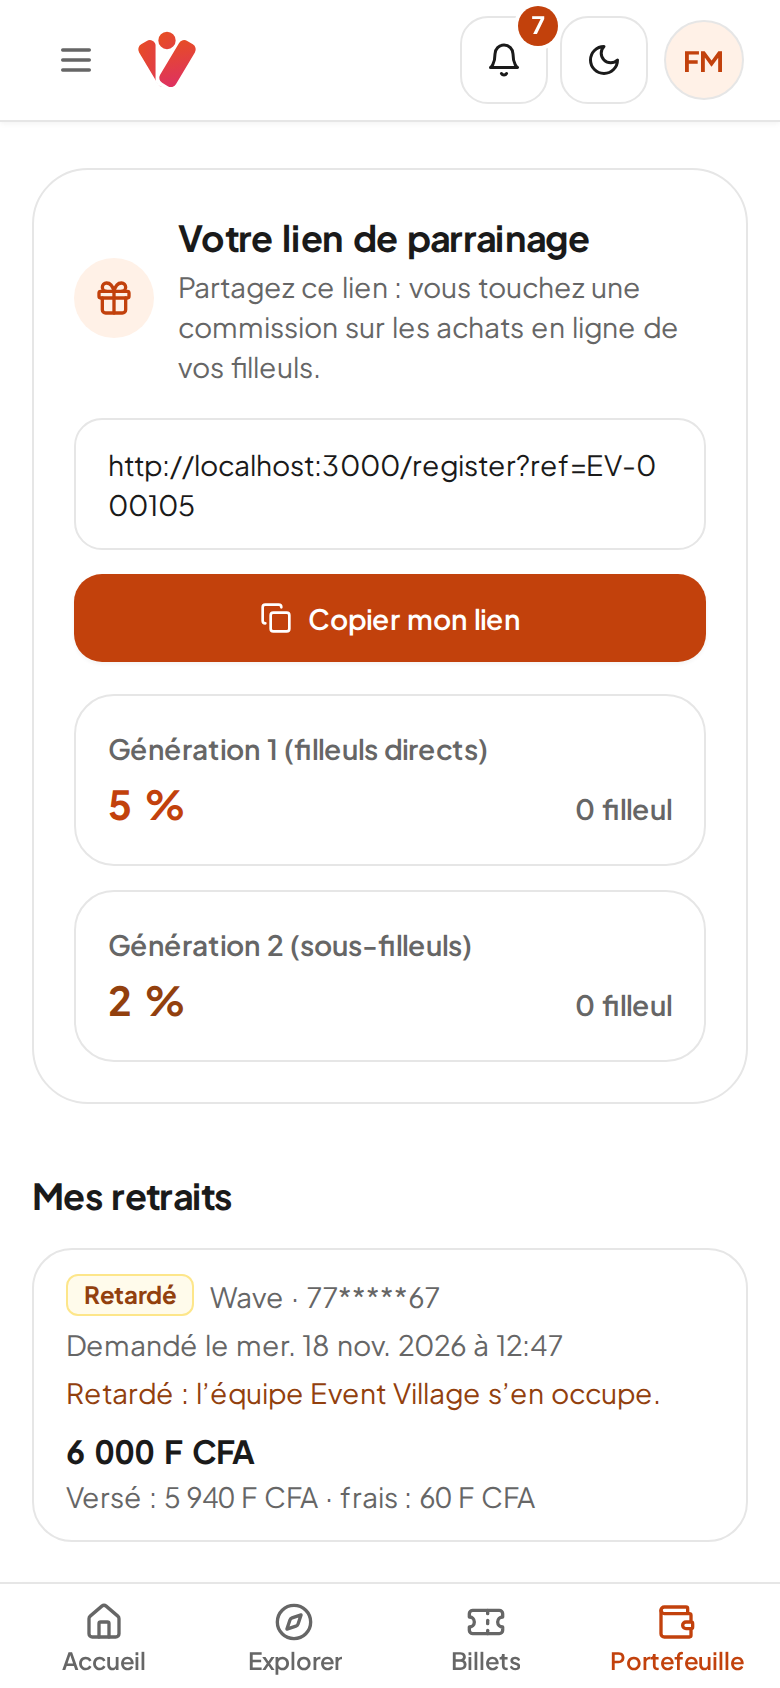 7
FM
Votre lien de parrainage
Partagez ce lien : vous touchez une
commission sur les achats en ligne de
vos filleuls.
http://localhost:3000/register?ref=EV-0
00105
Copier mon lien
Génération 1 (filleuls directs)
5 %
0 filleul
Génération 2 (sous-filleuls)
2 %
0 filleul
Mes retraits
Retardé
Wave · 77*****67
Demandé le mer. 18 nov. 2026 à 12:47
Retardé : l’équipe Event Village s’en occupe.
6 000 F CFA
Versé : 5 940 F CFA · frais : 60 F CFA
Accueil
Explorer
Billets
Portefeuille